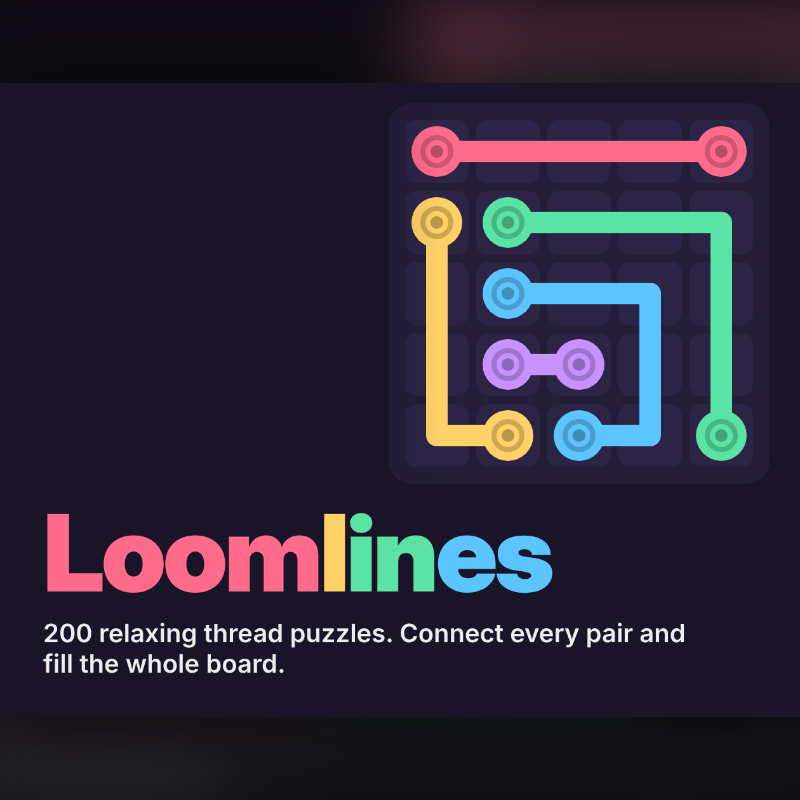 Loomlines
200 relaxing thread puzzles. Connect every pair and
fill the whole board.